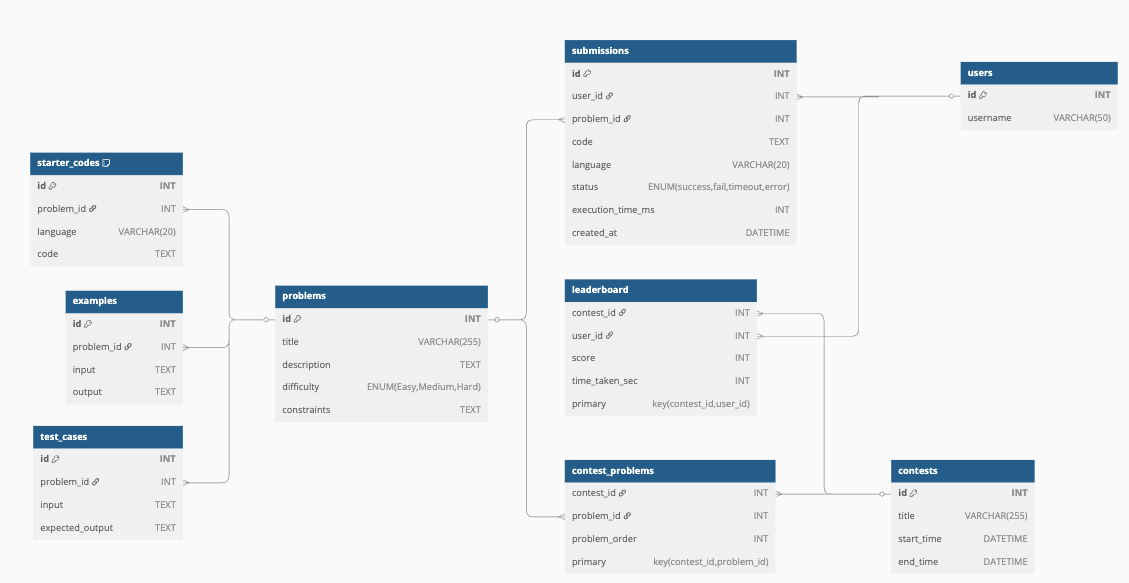 submissions
id INT
user_id INT
problem_id INT
code TEXT
language VARCHAR(20)
status ENUM(success,fail,timeout,error)
execution_time_ms INT
created_at DATETIME
users
id INT
username VARCHAR(50)
starter_codes
id INT
problem_id INT
language VARCHAR(20)
code TEXT
examples
id INT
problem_id INT
input TEXT
output TEXT
test_cases
id INT
problem_id INT
input TEXT
expected_output TEXT
problems
id INT
title VARCHAR(255)
description TEXT
difficulty ENUM(Easy,Medium,Hard)
constraints TEXT
leaderboard
contest_id INT
user_id INT
score INT
time_taken_sec INT
primary key(contest_id,user_id)
contest_problems
contest_id INT
problem_id INT
problem_order INT
primary key(contest_id,problem_id)
contests
id INT
title VARCHAR(255)
start_time DATETIME
end_time DATETIME